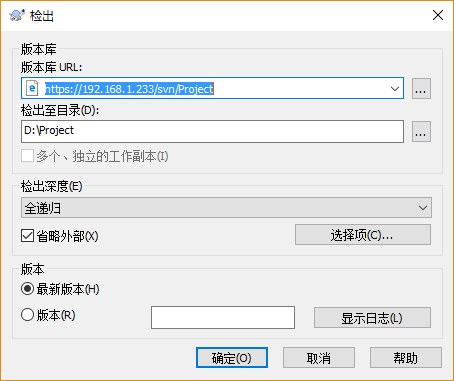 检出
版本库
版本库 URL:
https://192.168.1.233/svn/Project
...
检出至目录(D):
D:\Project
...
多个、独立的工作副本(I)
检出深度(E)
全递归
省略外部(X)
选择项(C)...
版本
最新版本(H)
版本(R)
显示日志(L)
确定(O)
取消
帮助